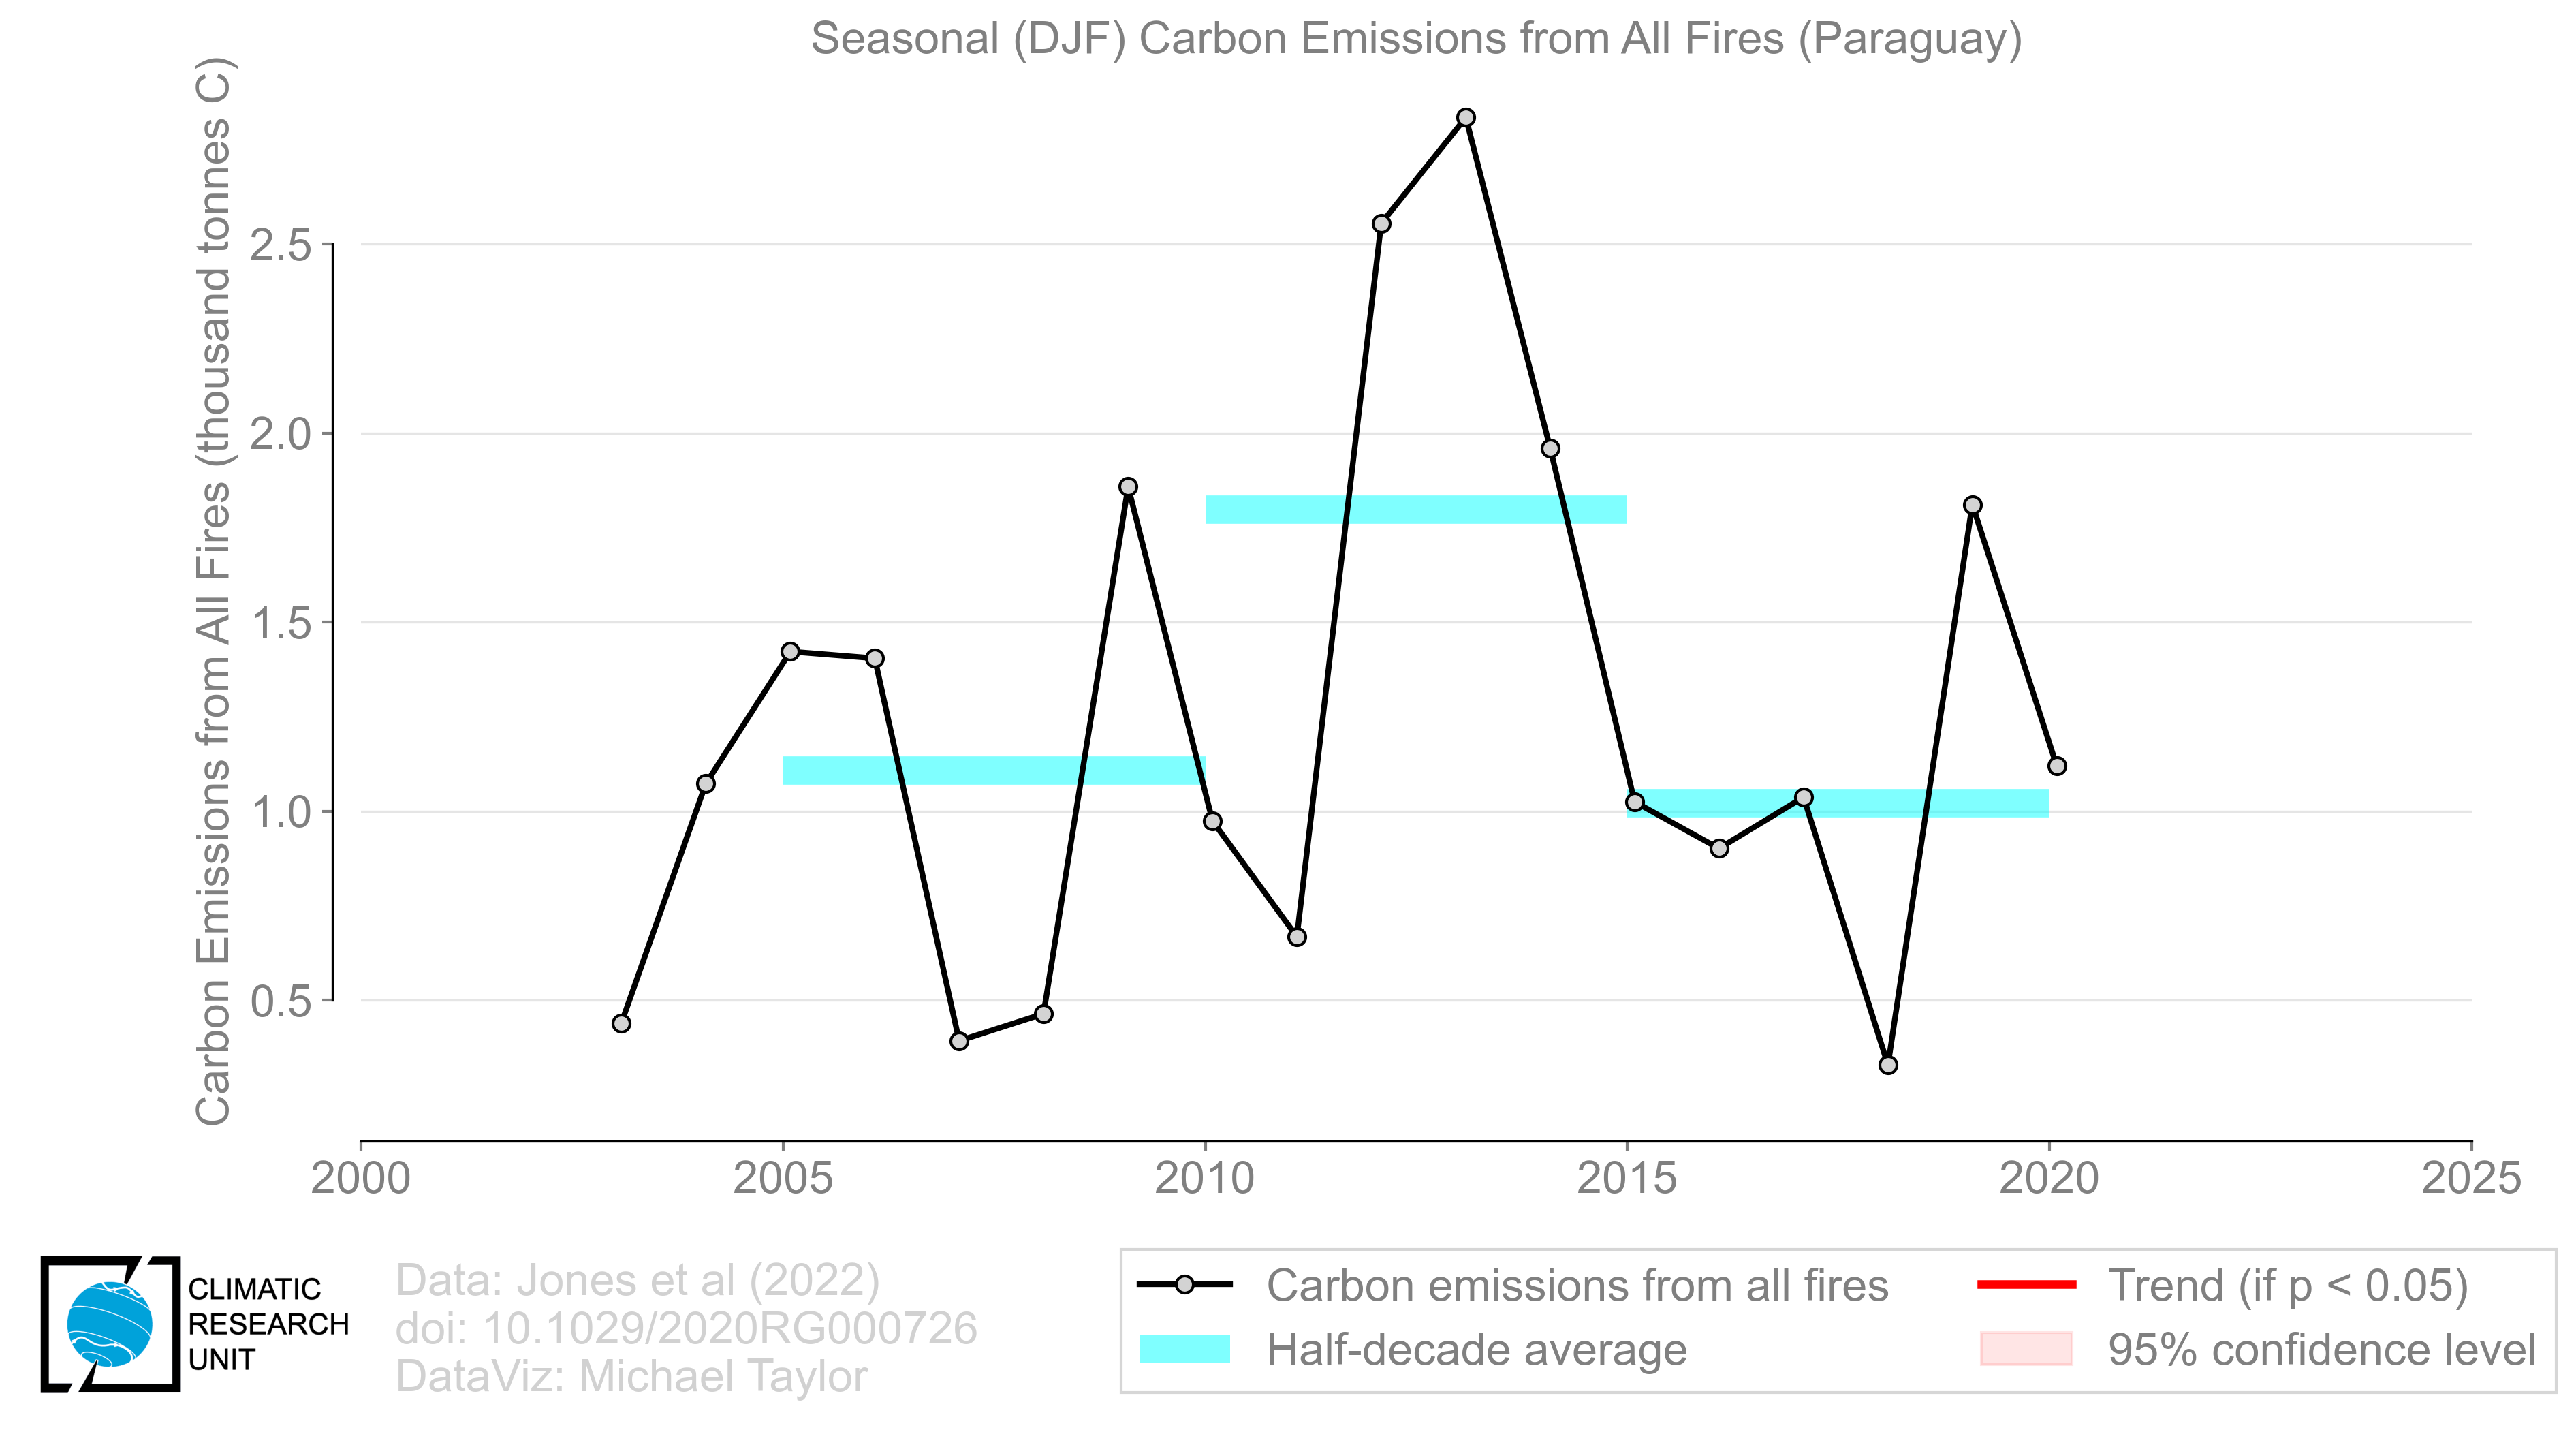 Seasonal (DJF) Carbon Emissions from All Fires (Paraguay)
Carbon Emissions from All Fires (thousand tonnes C)
2.5
2.0
1.5
1.0
0.5
2000
2005
2010
2015
2020
2025
CLIMATIC
RESEARCH
UNIT
Data: Jones et al (2022)
doi: 10.1029/2020RG000726
DataViz: Michael Taylor
Carbon emissions from all fires
Half-decade average
Trend (if p < 0.05)
95% confidence level